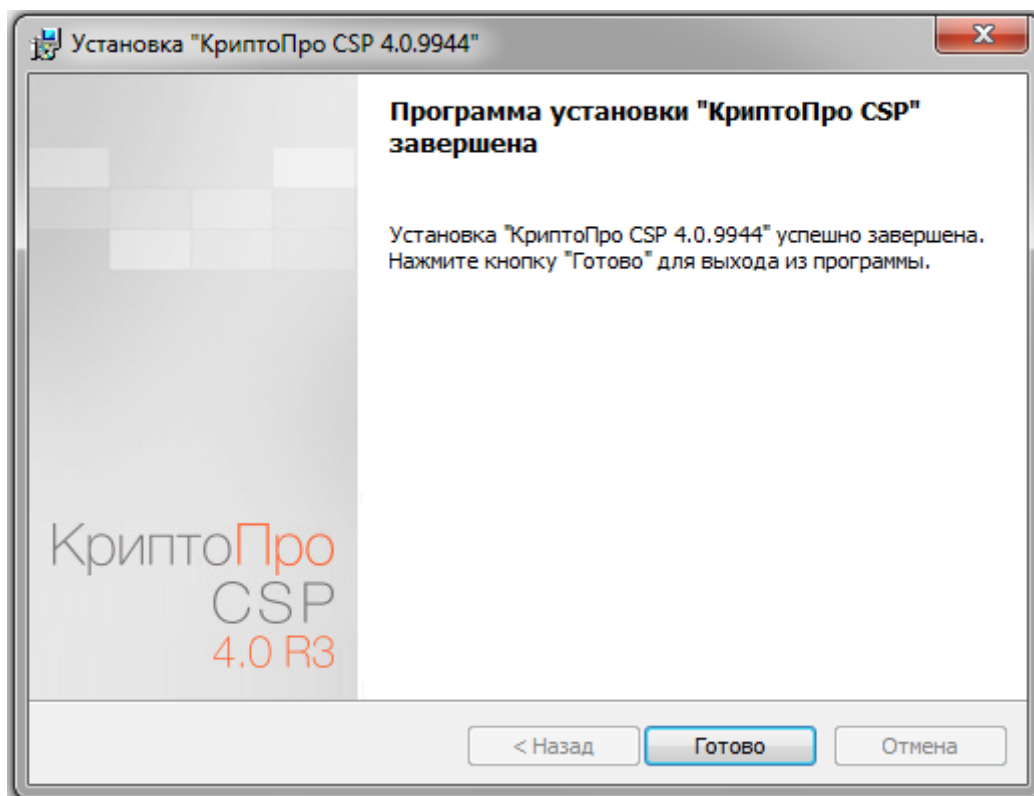 Установка "КриптоПро CSP 4.0.9944"
Программа установки "КриптоПро CSP"
завершена
Установка "КриптоПро CSP 4.0.9944" успешно завершена.
Нажмите кнопку "Готово" для выхода из программы.
КриптоПро
CSP
4.0 R3
< Назад
Готово
Отмена